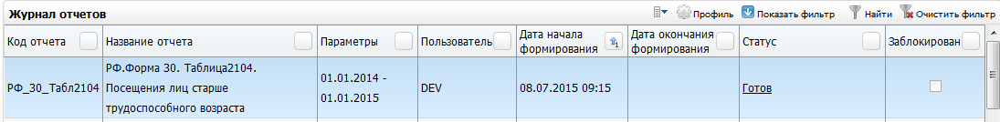 Журнал отчетов
Профиль Показать фильтр Найти Очистить фильтр
Код отчета Название отчета Параметры Пользователь Дата начала формирования Дата окончания формирования Статус Заблокирован
РФ_30_Табл2104
РФ.Форма 30. Таблица2104.
Посещения лиц старше
трудоспособного возраста
01.01.2014 -
01.01.2015
DEV
08.07.2015 09:15
Готов